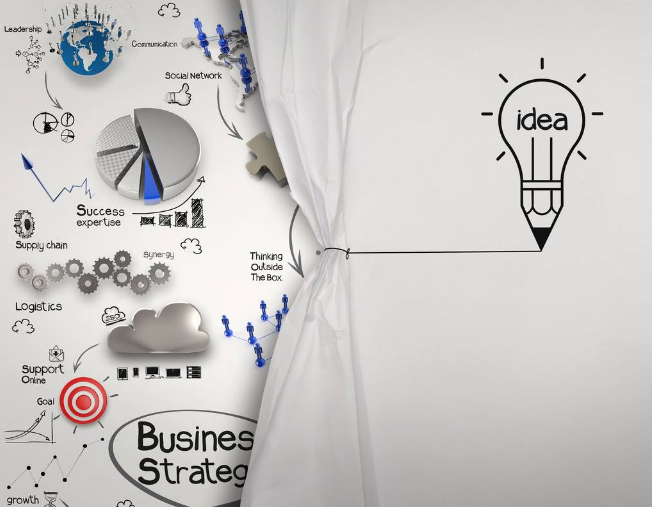 Leadership
Communication
Social Network
idea
Success
expertise
Supply chain
Synergy
Thinking
Outside
The Box
Logistics
SEO
Support
Online
Goal
Busines
Strateg
growth